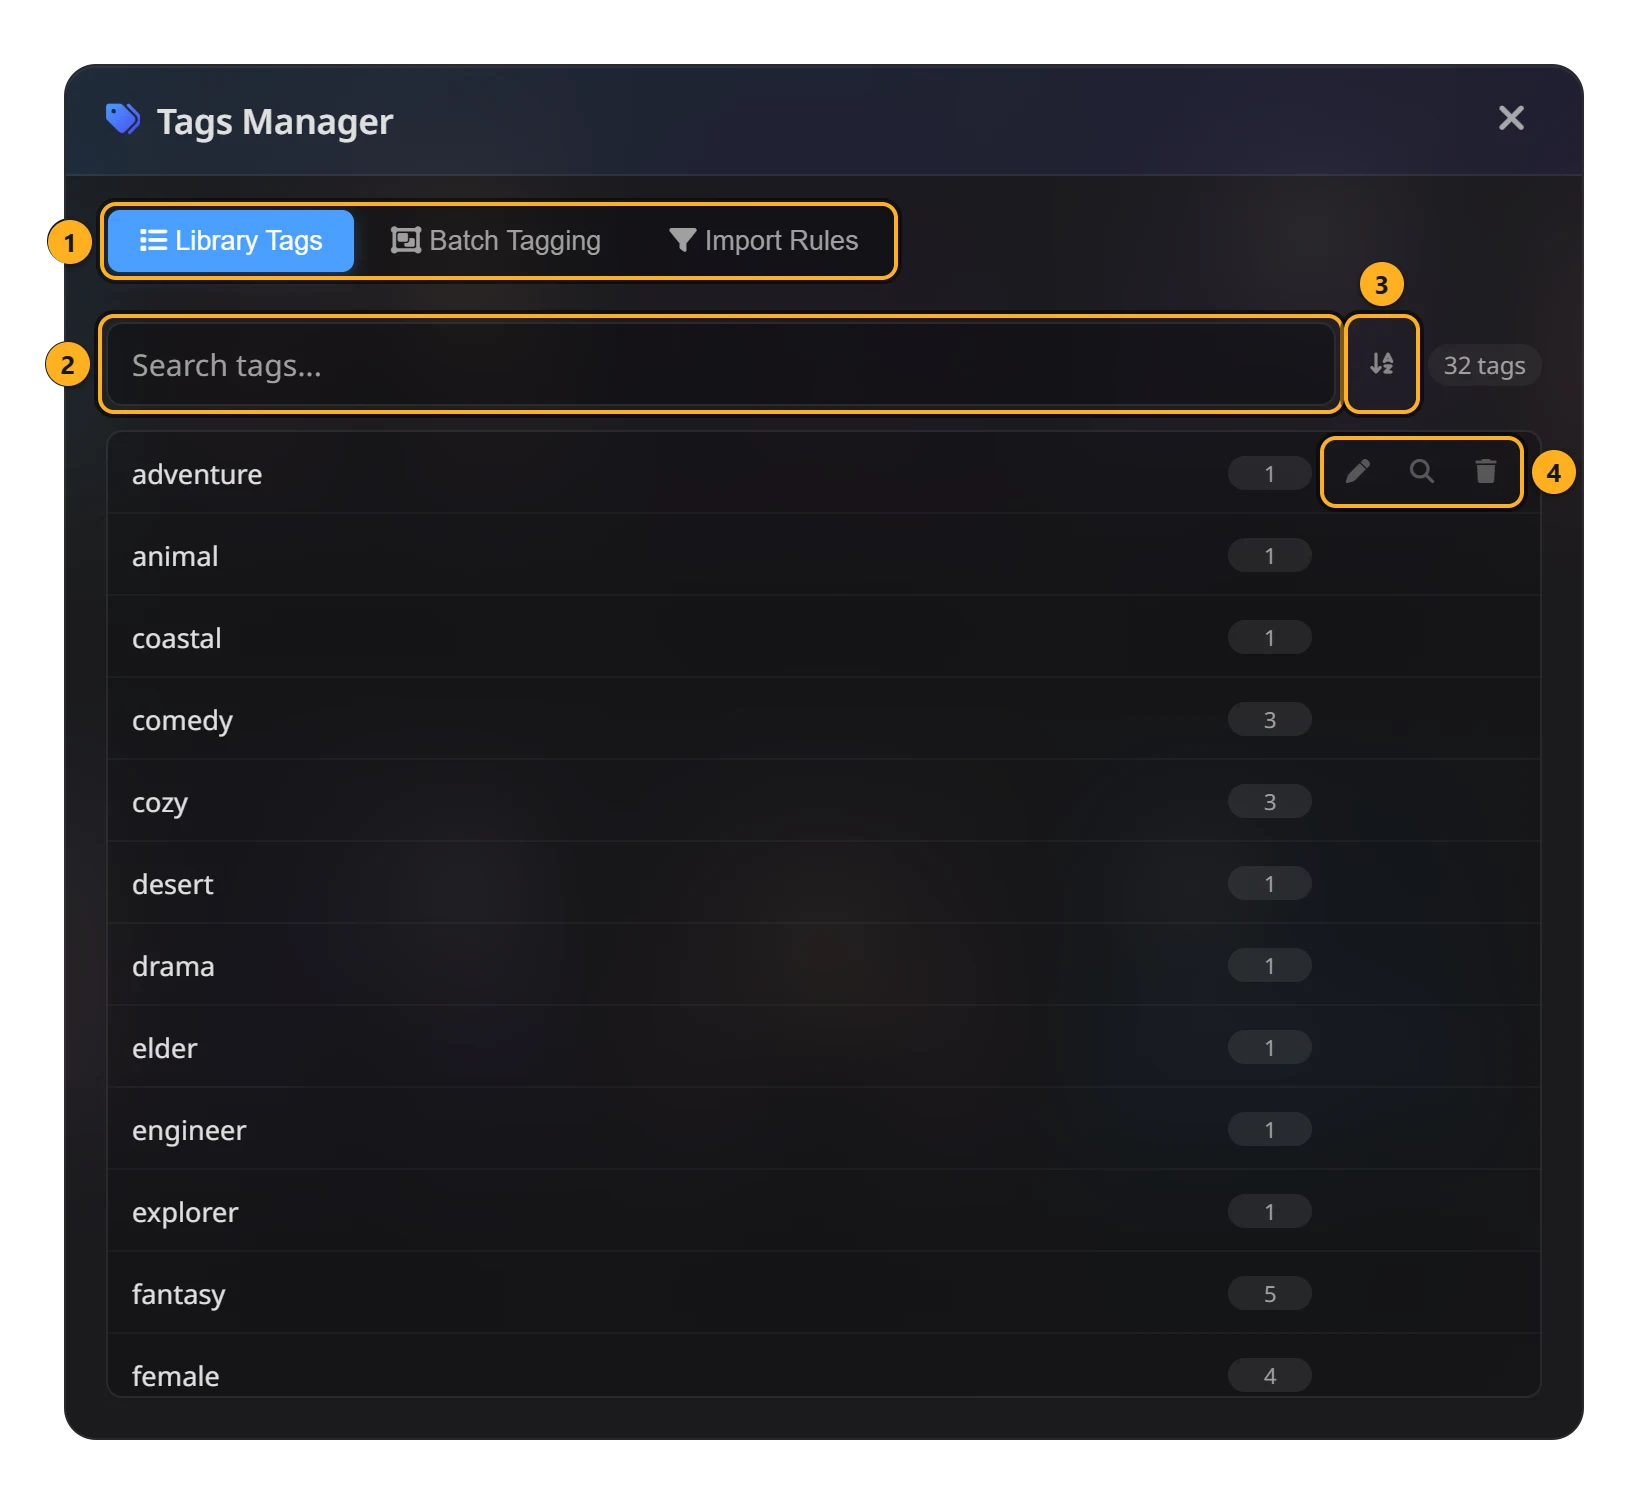 Tags Manager
1
Library Tags Batch Tagging Import Rules
3
2
Search tags...
32 tags
adventure 1
4
animal 1
coastal 1
comedy 3
cozy 3
desert 1
drama 1
elder 1
engineer 1
explorer 1
fantasy 5
female 4